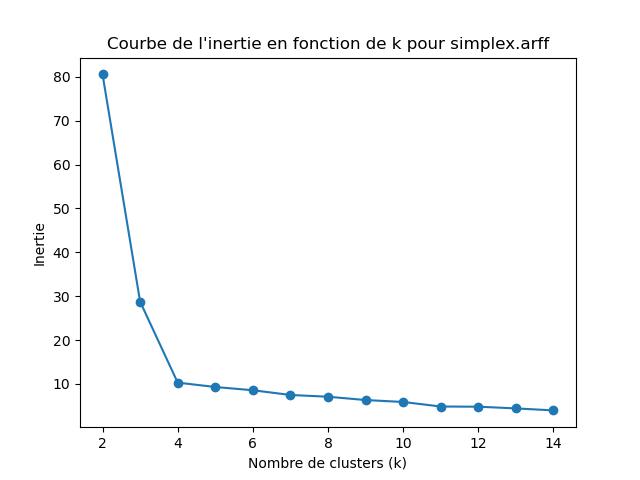 Courbe de l'inertie en fonction de k pour simplex.arff
80
70
60
50
40
30
20
10
Inertie
2 4 6 8 10 12 14
Nombre de clusters (k)